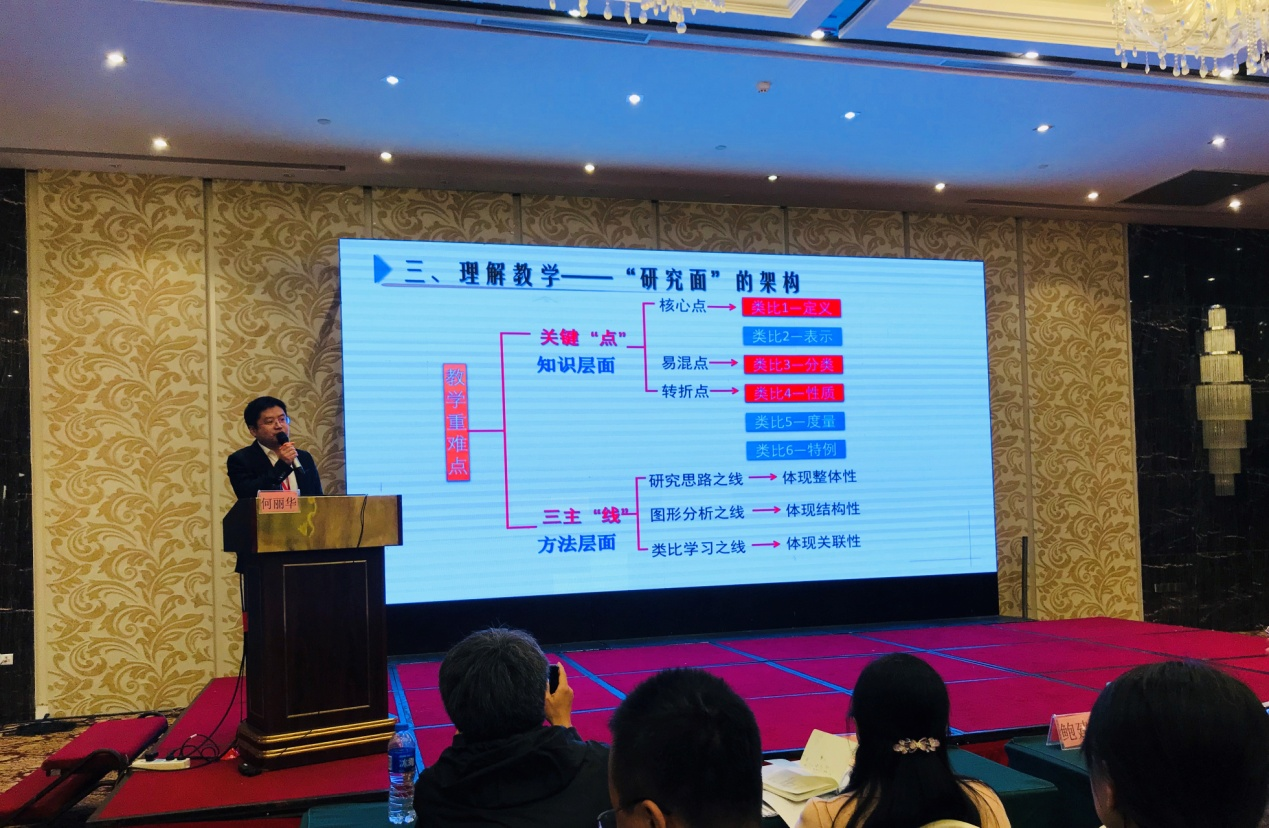 三、理解教学——“研究面”的架构
教学重难点
关键“点”
知识层面
核心点
类比1—定义
类比2—表示
易混点
类比3—分类
转折点
类比4—性质
类比5—度量
类比6—特例
三主“线”
方法层面
研究思路之线
体现整体性
图形分析之线
体现结构性
类比学习之线
体现关联性
何丽华
鲍